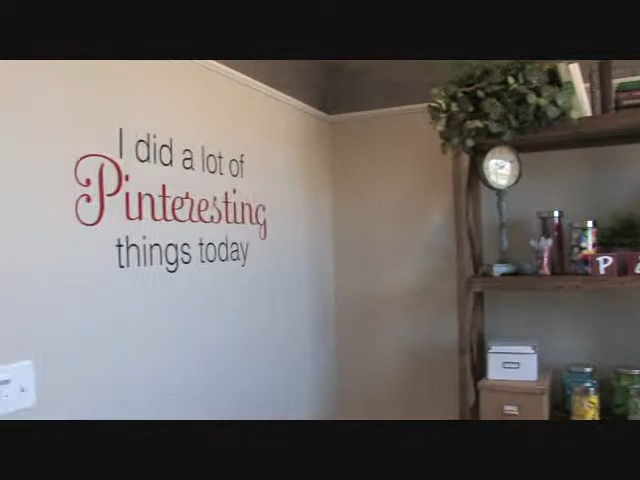 I did a lot of
Pinteresting
things today
P